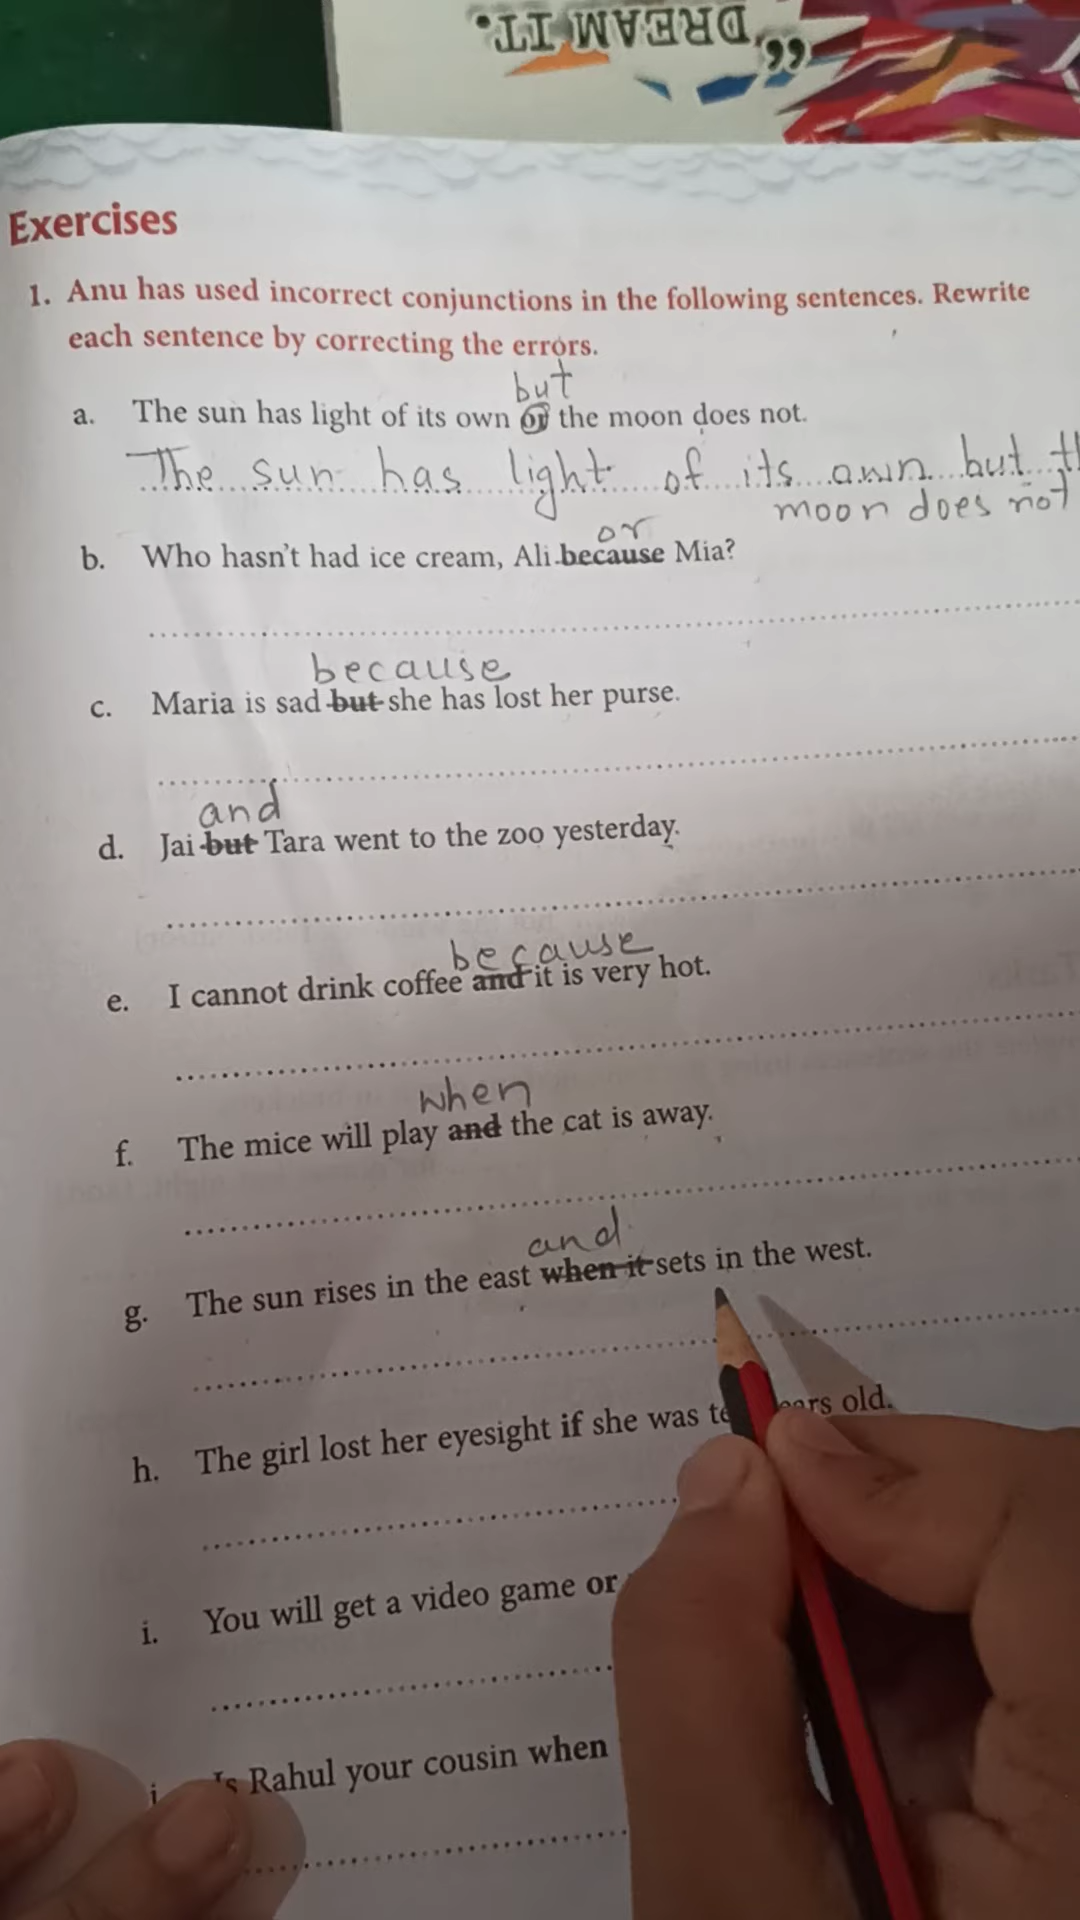 "DREAM IT.
Exercises
1. Anu has used incorrect conjunctions in the following sentences. Rewrite
each sentence by correcting the errors.
but
a. The sun has light of its own or the moon does not.
The sun has light of its own but
moon does not
or
b. Who hasn't had ice cream, Ali because Mia?
because
c. Maria is sad but she has lost her purse.
and
d. Jai but Tara went to the zoo yesterday.
because
e. I cannot drink coffee and it is very hot.
when
f. The mice will play and the cat is away.
and
g. The sun rises in the east when it sets in the west.
h. The girl lost her eyesight if she was old.
i. You will get a video game or
Is Rahul your cousin when